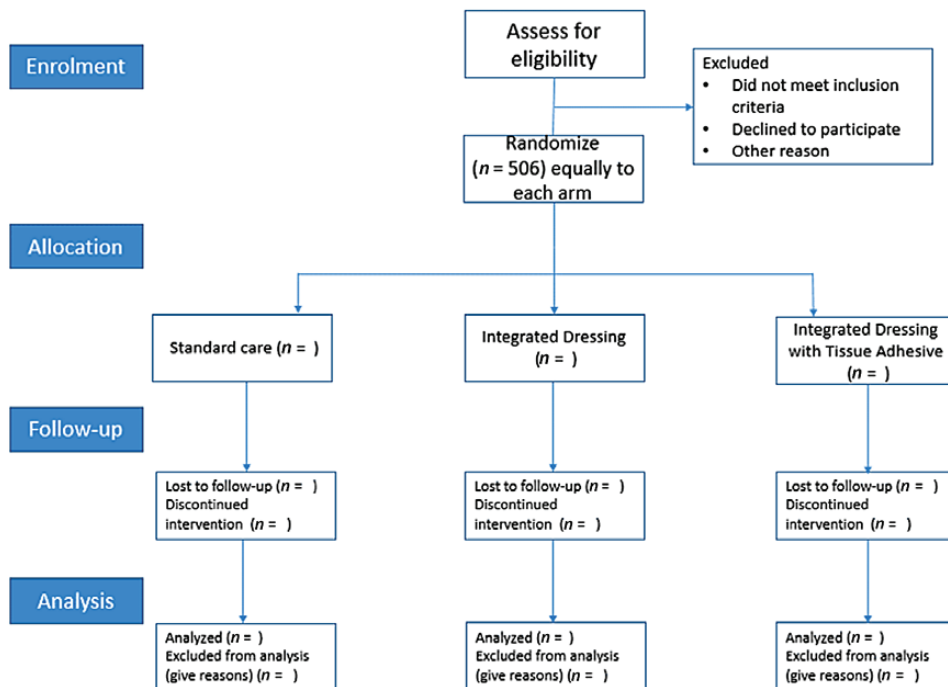 Enrolment
Assess for
eligibility
Excluded
• Did not meet inclusion
criteria
• Declined to participate
• Other reason
Randomize
(n = 506) equally to
each arm
Allocation
Standard care (n =  )
Integrated Dressing
(n =  )
Integrated Dressing
with Tissue Adhesive
(n =  )
Follow-up
Lost to follow-up (n =  )
Discontinued
intervention (n =  )
Lost to follow-up (n =  )
Discontinued
intervention (n =  )
Lost to follow-up (n =  )
Discontinued
intervention (n =  )
Analysis
Analyzed (n =  )
Excluded from analysis
(give reasons) (n =  )
Analyzed (n =  )
Excluded from analysis
(give reasons) (n =  )
Analyzed (n =  )
Excluded from analysis
(give reasons) (n =  )